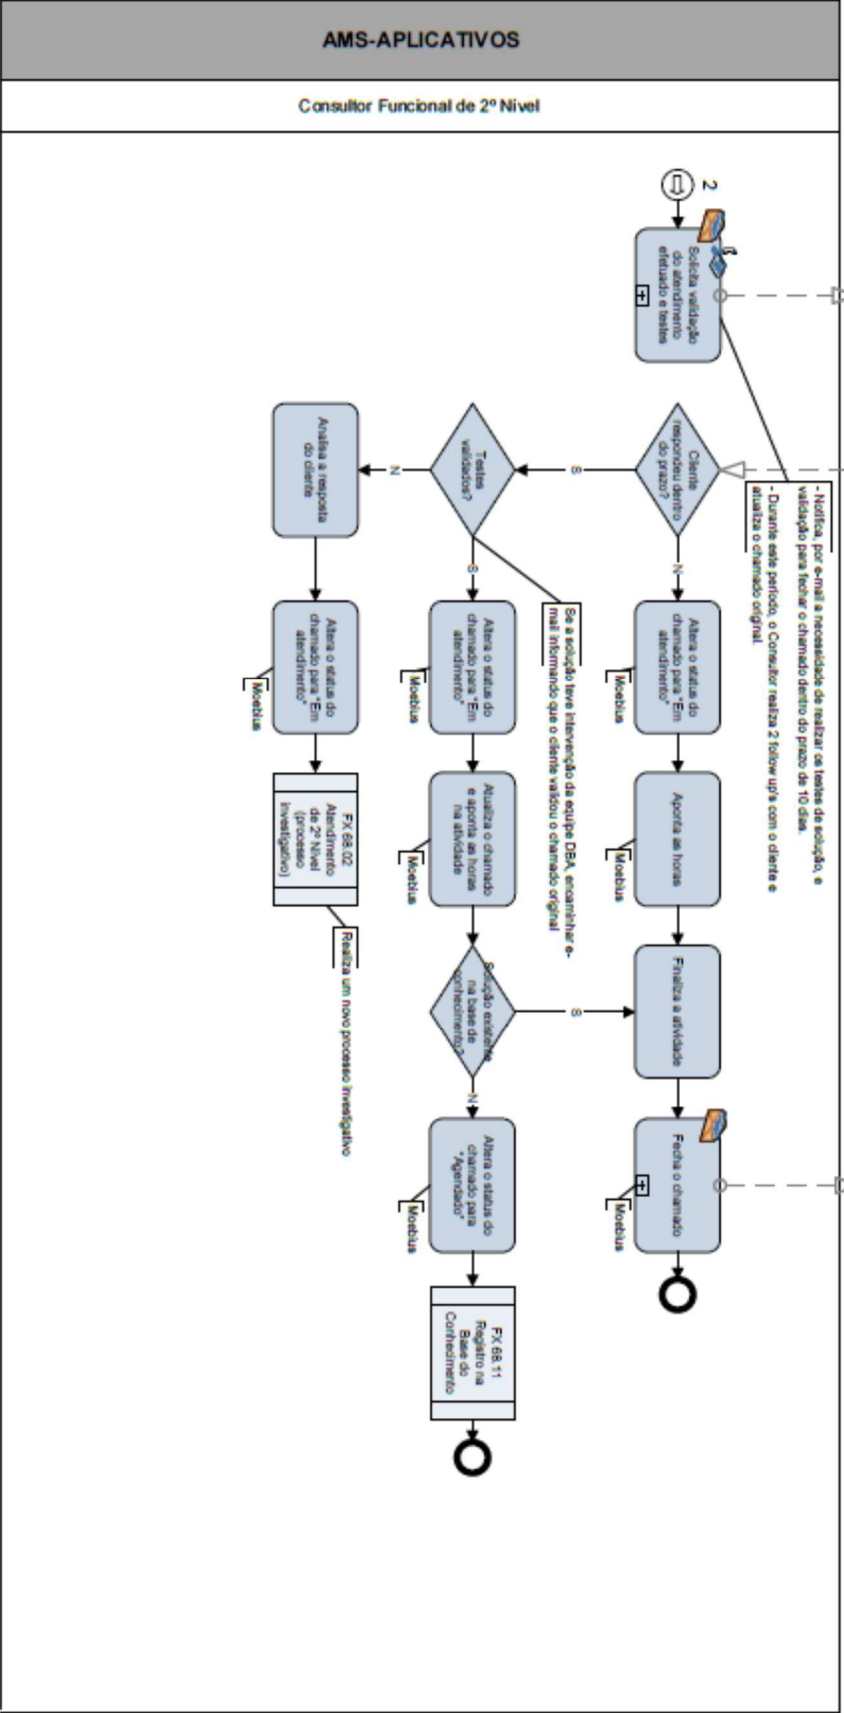 AMS-APLICATIVOS
Consultor Funcional de 2º Nível
2
Solicita validação
do atendimento
efetuado e testes
- Notifica, por e-mail a necessidade de realizar os testes de solução, e
validação para fechar o chamado dentro do prazo de 10 dias.
- Durante este período, o Consultor realiza 2 follow up's com o cliente e
atualiza o chamado original.
Cliente
respondeu dentro
do prazo?
N
Altera o status do
chamado para "Em
atendimento"
Moebius
Aponta as horas
Moebius
Finaliza a atividade
Fecha o chamado
Moebius
S
Testes
validados?
Se a solução teve intervenção da equipe DBA, encaminhar e-
mail informando que o cliente validou o chamado original
S
Altera o status do
chamado para "Em
atendimento"
Moebius
Atualiza o chamado
e aponta as horas
na atividade
Moebius
Solução existente
na base de
conhecimento?
S
N
Altera o status do
chamado para
"Agendado"
Moebius
FX 68.11
Registro na
Base do
Conhecimento
N
Analisa a resposta
do cliente
Altera o status do
chamado para "Em
atendimento"
Moebius
FX 68.02
Atendimento
de 2º Nível
(processo
investigativo)
Realiza um novo processo investigativo